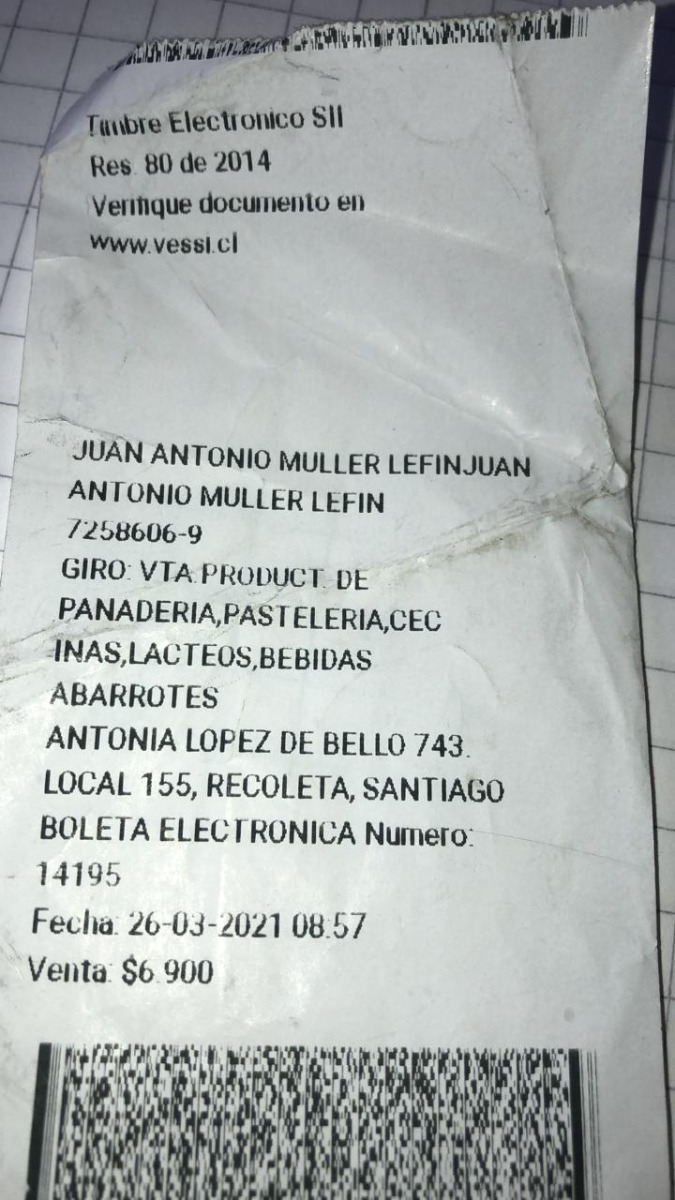 Timbre Electronico SII
Res. 80 de 2014
Verifique documento en
www.vessi.cl
JUAN ANTONIO MULLER LEFINJUAN
ANTONIO MULLER LEFIN
7258606-9
GIRO: VTA.PRODUCT. DE
PANADERIA,PASTELERIA,CEC
INAS,LACTEOS,BEBIDAS
ABARROTES
ANTONIA LOPEZ DE BELLO 743.
LOCAL 155, RECOLETA, SANTIAGO
BOLETA ELECTRONICA Numero:
14195
Fecha: 26-03-2021 08:57
Venta: $6.900